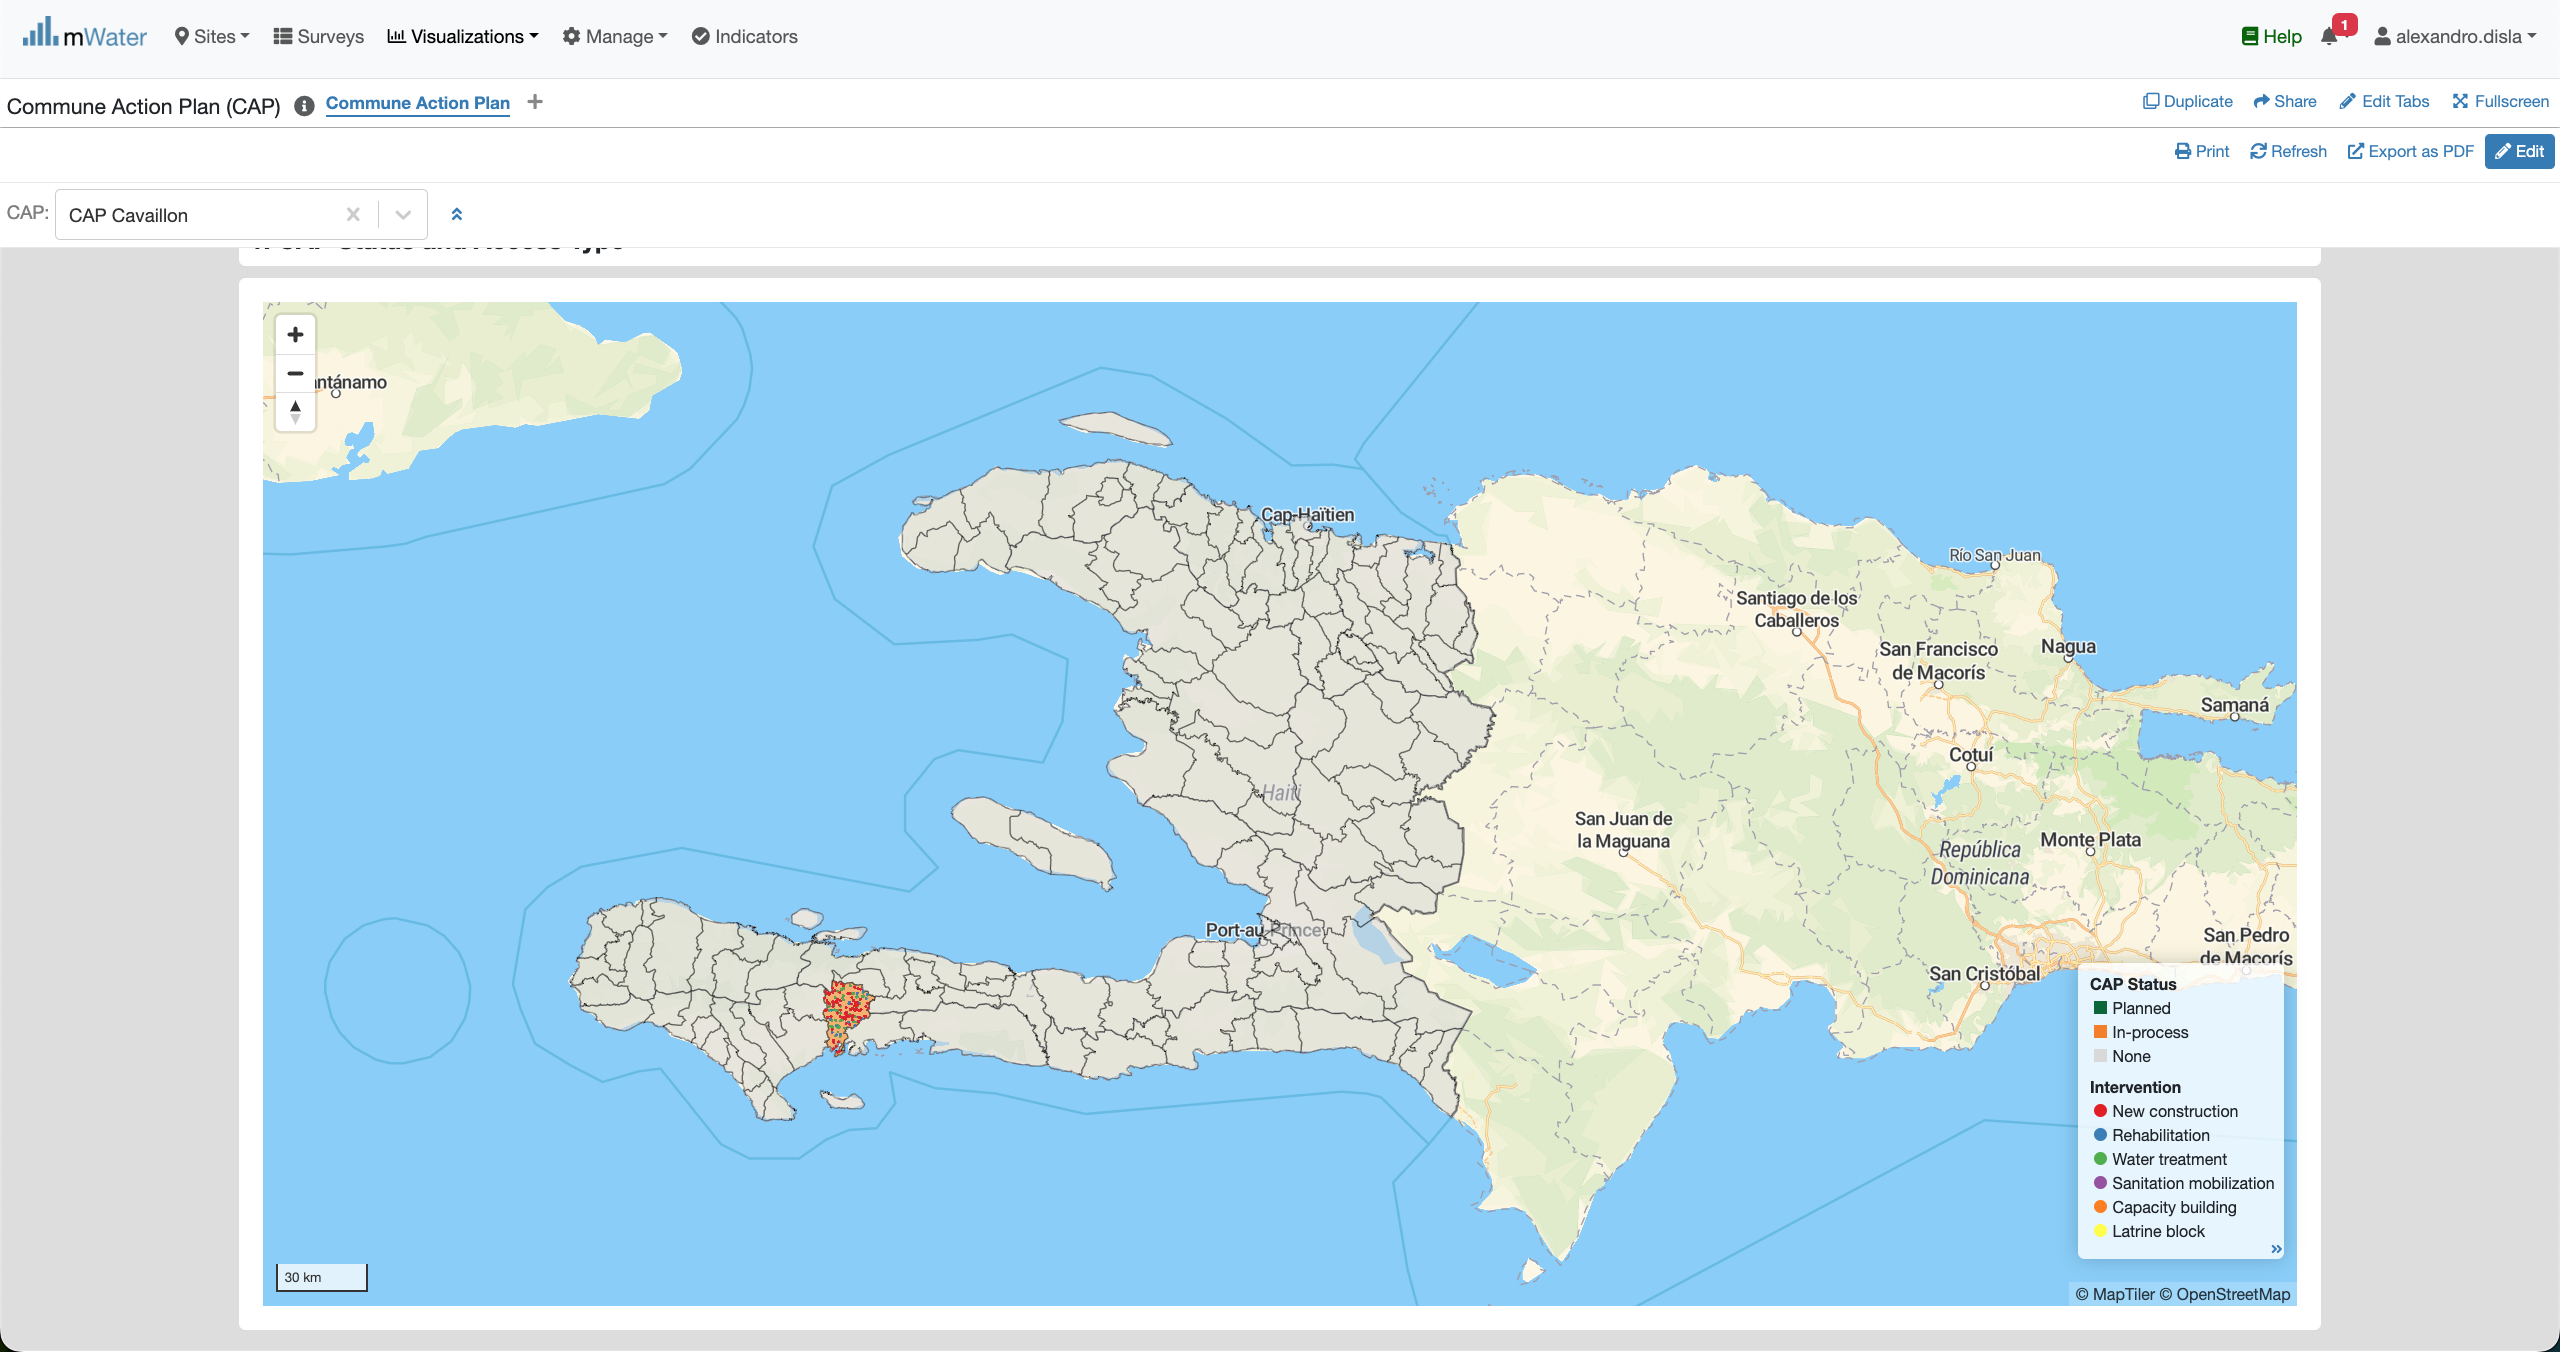 mWater Sites Surveys Visualizations Manage Indicators Help 1 alexandro.disla
Commune Action Plan (CAP) Commune Action Plan Duplicate Share Edit Tabs Fullscreen
Print Refresh Export as PDF Edit
CAP: CAP Cavaillon
ntánamo
Cap-Haïtien
Río San Juan
Santiago de los
Caballeros
San Francisco
de Macorís
Nagua
Samaná
Cotuí
Haiti
San Juan de
la Maguana
Monte Plata
República
Dominicana
Port-au-Prince
San Pedro
de Macorís
San Cristóbal
CAP Status
Planned
In-process
None
Intervention
New construction
Rehabilitation
Water treatment
Sanitation mobilization
Capacity building
Latrine block
30 km
© MapTiler © OpenStreetMap